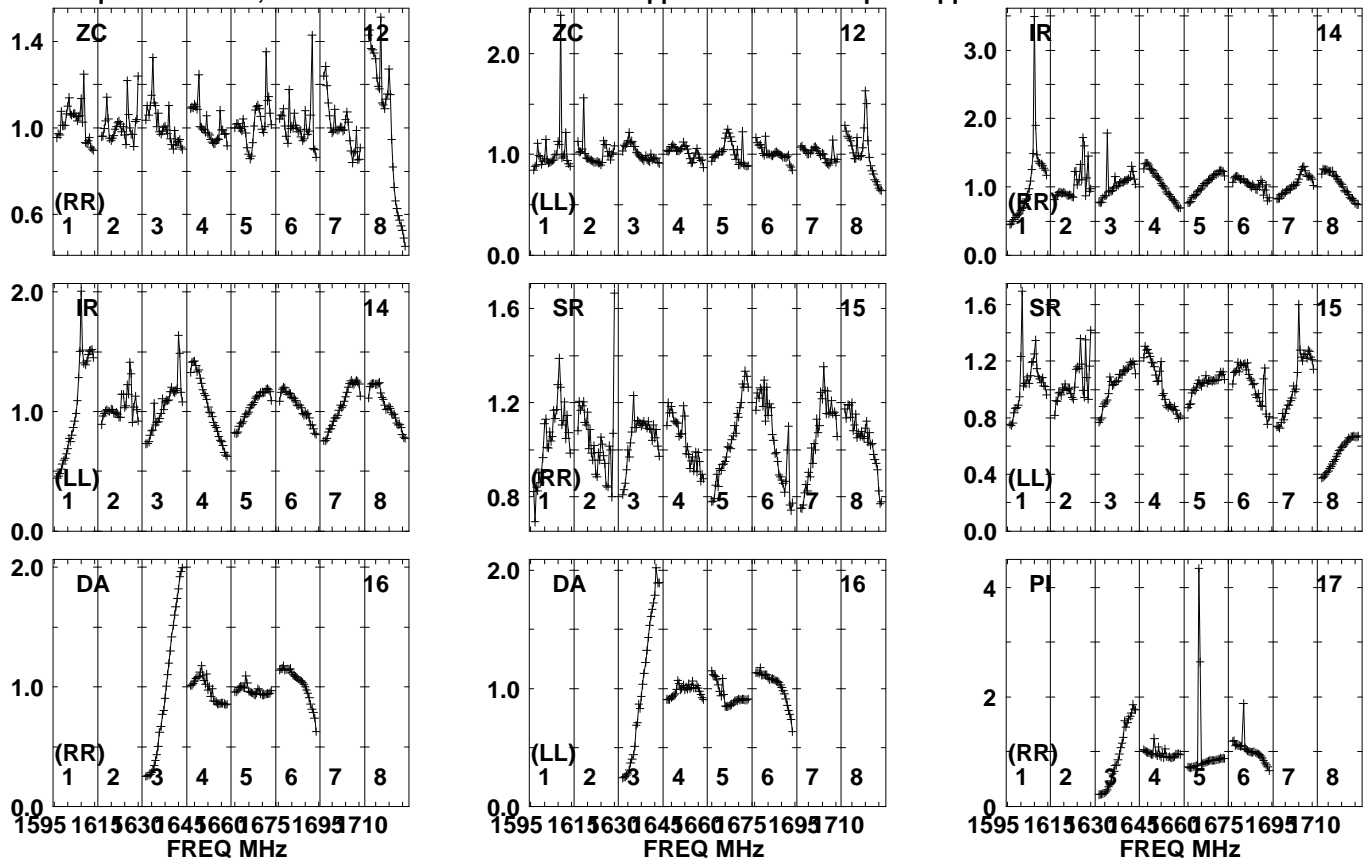 ZC 12
1.4
1.0
0.6
(RR)
1 2 3 4 5 6 7 8
ZC 12
2.0
1.0
0.0
(LL)
1 2 3 4 5 6 7 8
IR 14
3.0
2.0
1.0
0.0
(RR)
1 2 3 4 5 6 7 8
IR 14
2.0
1.0
0.0
(LL)
1 2 3 4 5 6 7 8
SR 15
1.6
1.2
0.8
(RR)
1 2 3 4 5 6 7 8
SR 15
1.6
1.2
0.8
0.4
0.0
(LL)
1 2 3 4 5 6 7 8
DA 16
2.0
1.0
0.0
(RR)
1 2 3 4 5 6 7 8
1595 1615 1630 1645 1660 1675 1695 1710
FREQ MHz
DA 16
2.0
1.0
0.0
(LL)
1 2 3 4 5 6 7 8
1595 1615 1630 1645 1660 1675 1695 1710
FREQ MHz
PI 17
4
2
0
(RR)
1 2 3 4 5 6 7 8
1595 1615 1630 1645 1660 1675 1695 1710
FREQ MHz